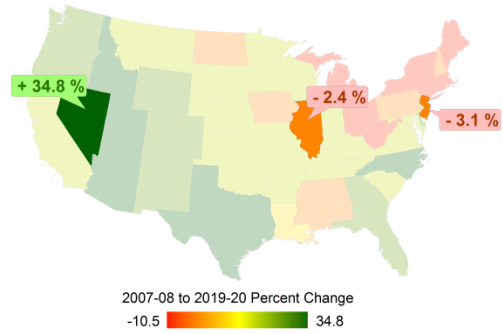 + 34.8 %
- 2.4 %
- 3.1 %
2007-08 to 2019-20 Percent Change
-10.5 34.8